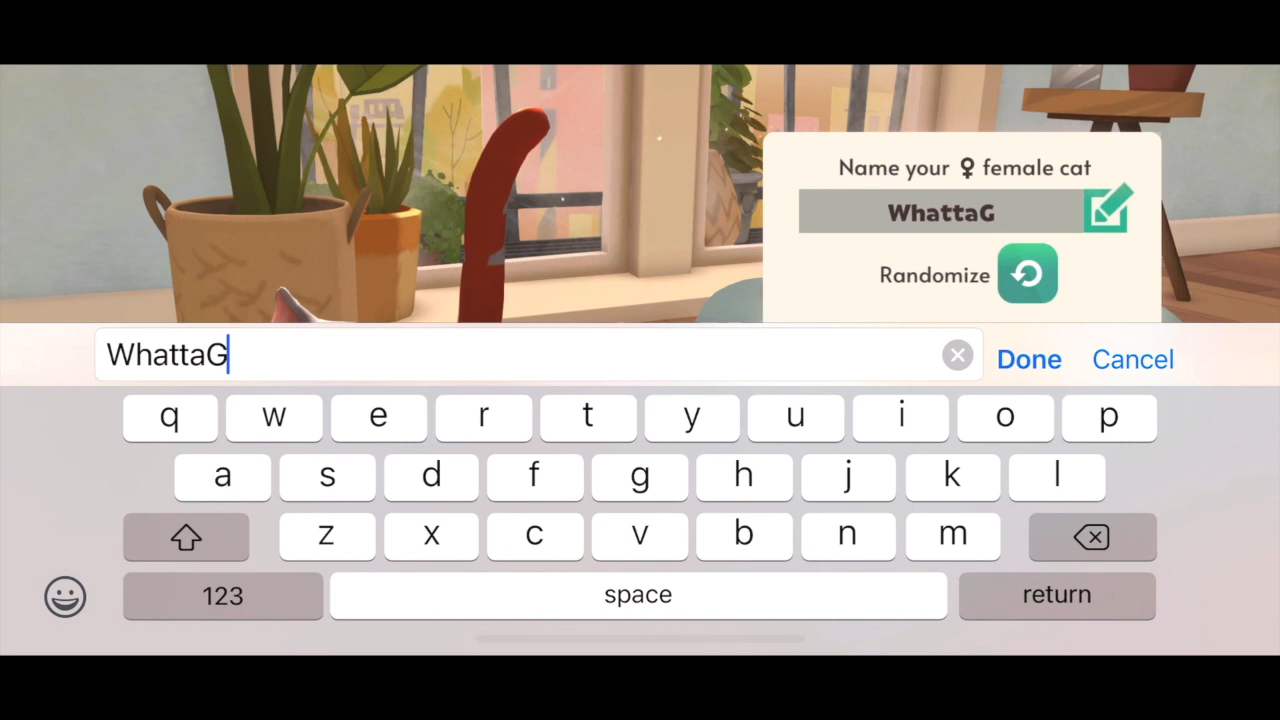 Name your ♀ female cat
WhattaG
Randomize
WhattaG
Done Cancel
q w e r t y u i o p
a s d f g h j k l
z x c v b n m
123 space return